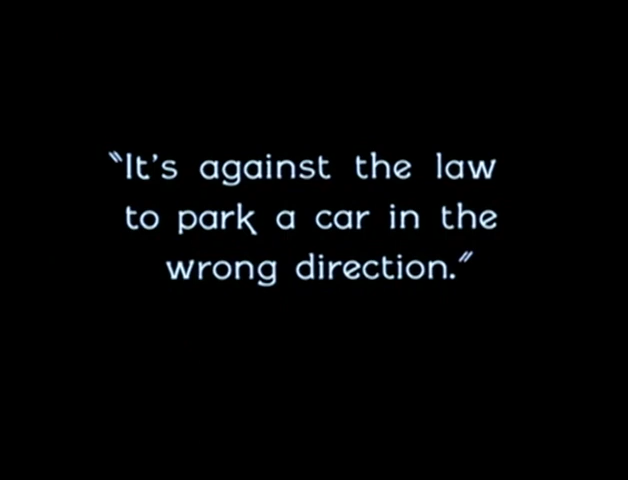 "It's against the law
to park a car in the
wrong direction."